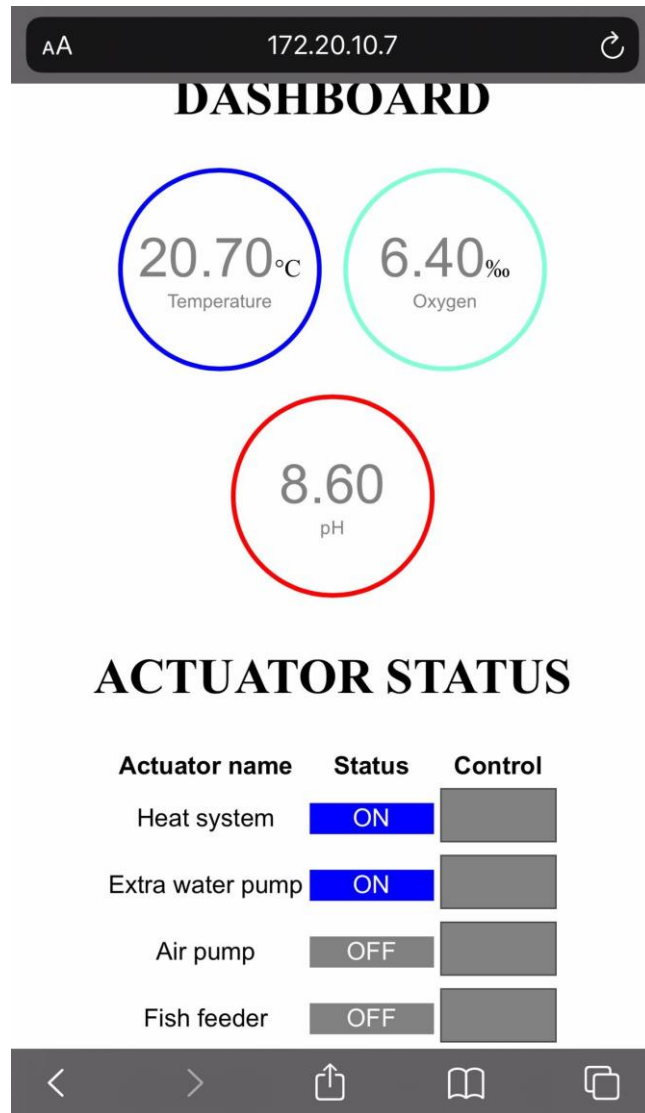 AA 172.20.10.7
DASHBOARD
20.70°C 6.40‰
Temperature Oxygen
8.60
pH
ACTUATOR STATUS
Actuator name Status Control
Heat system ON
Extra water pump ON
Air pump OFF
Fish feeder OFF